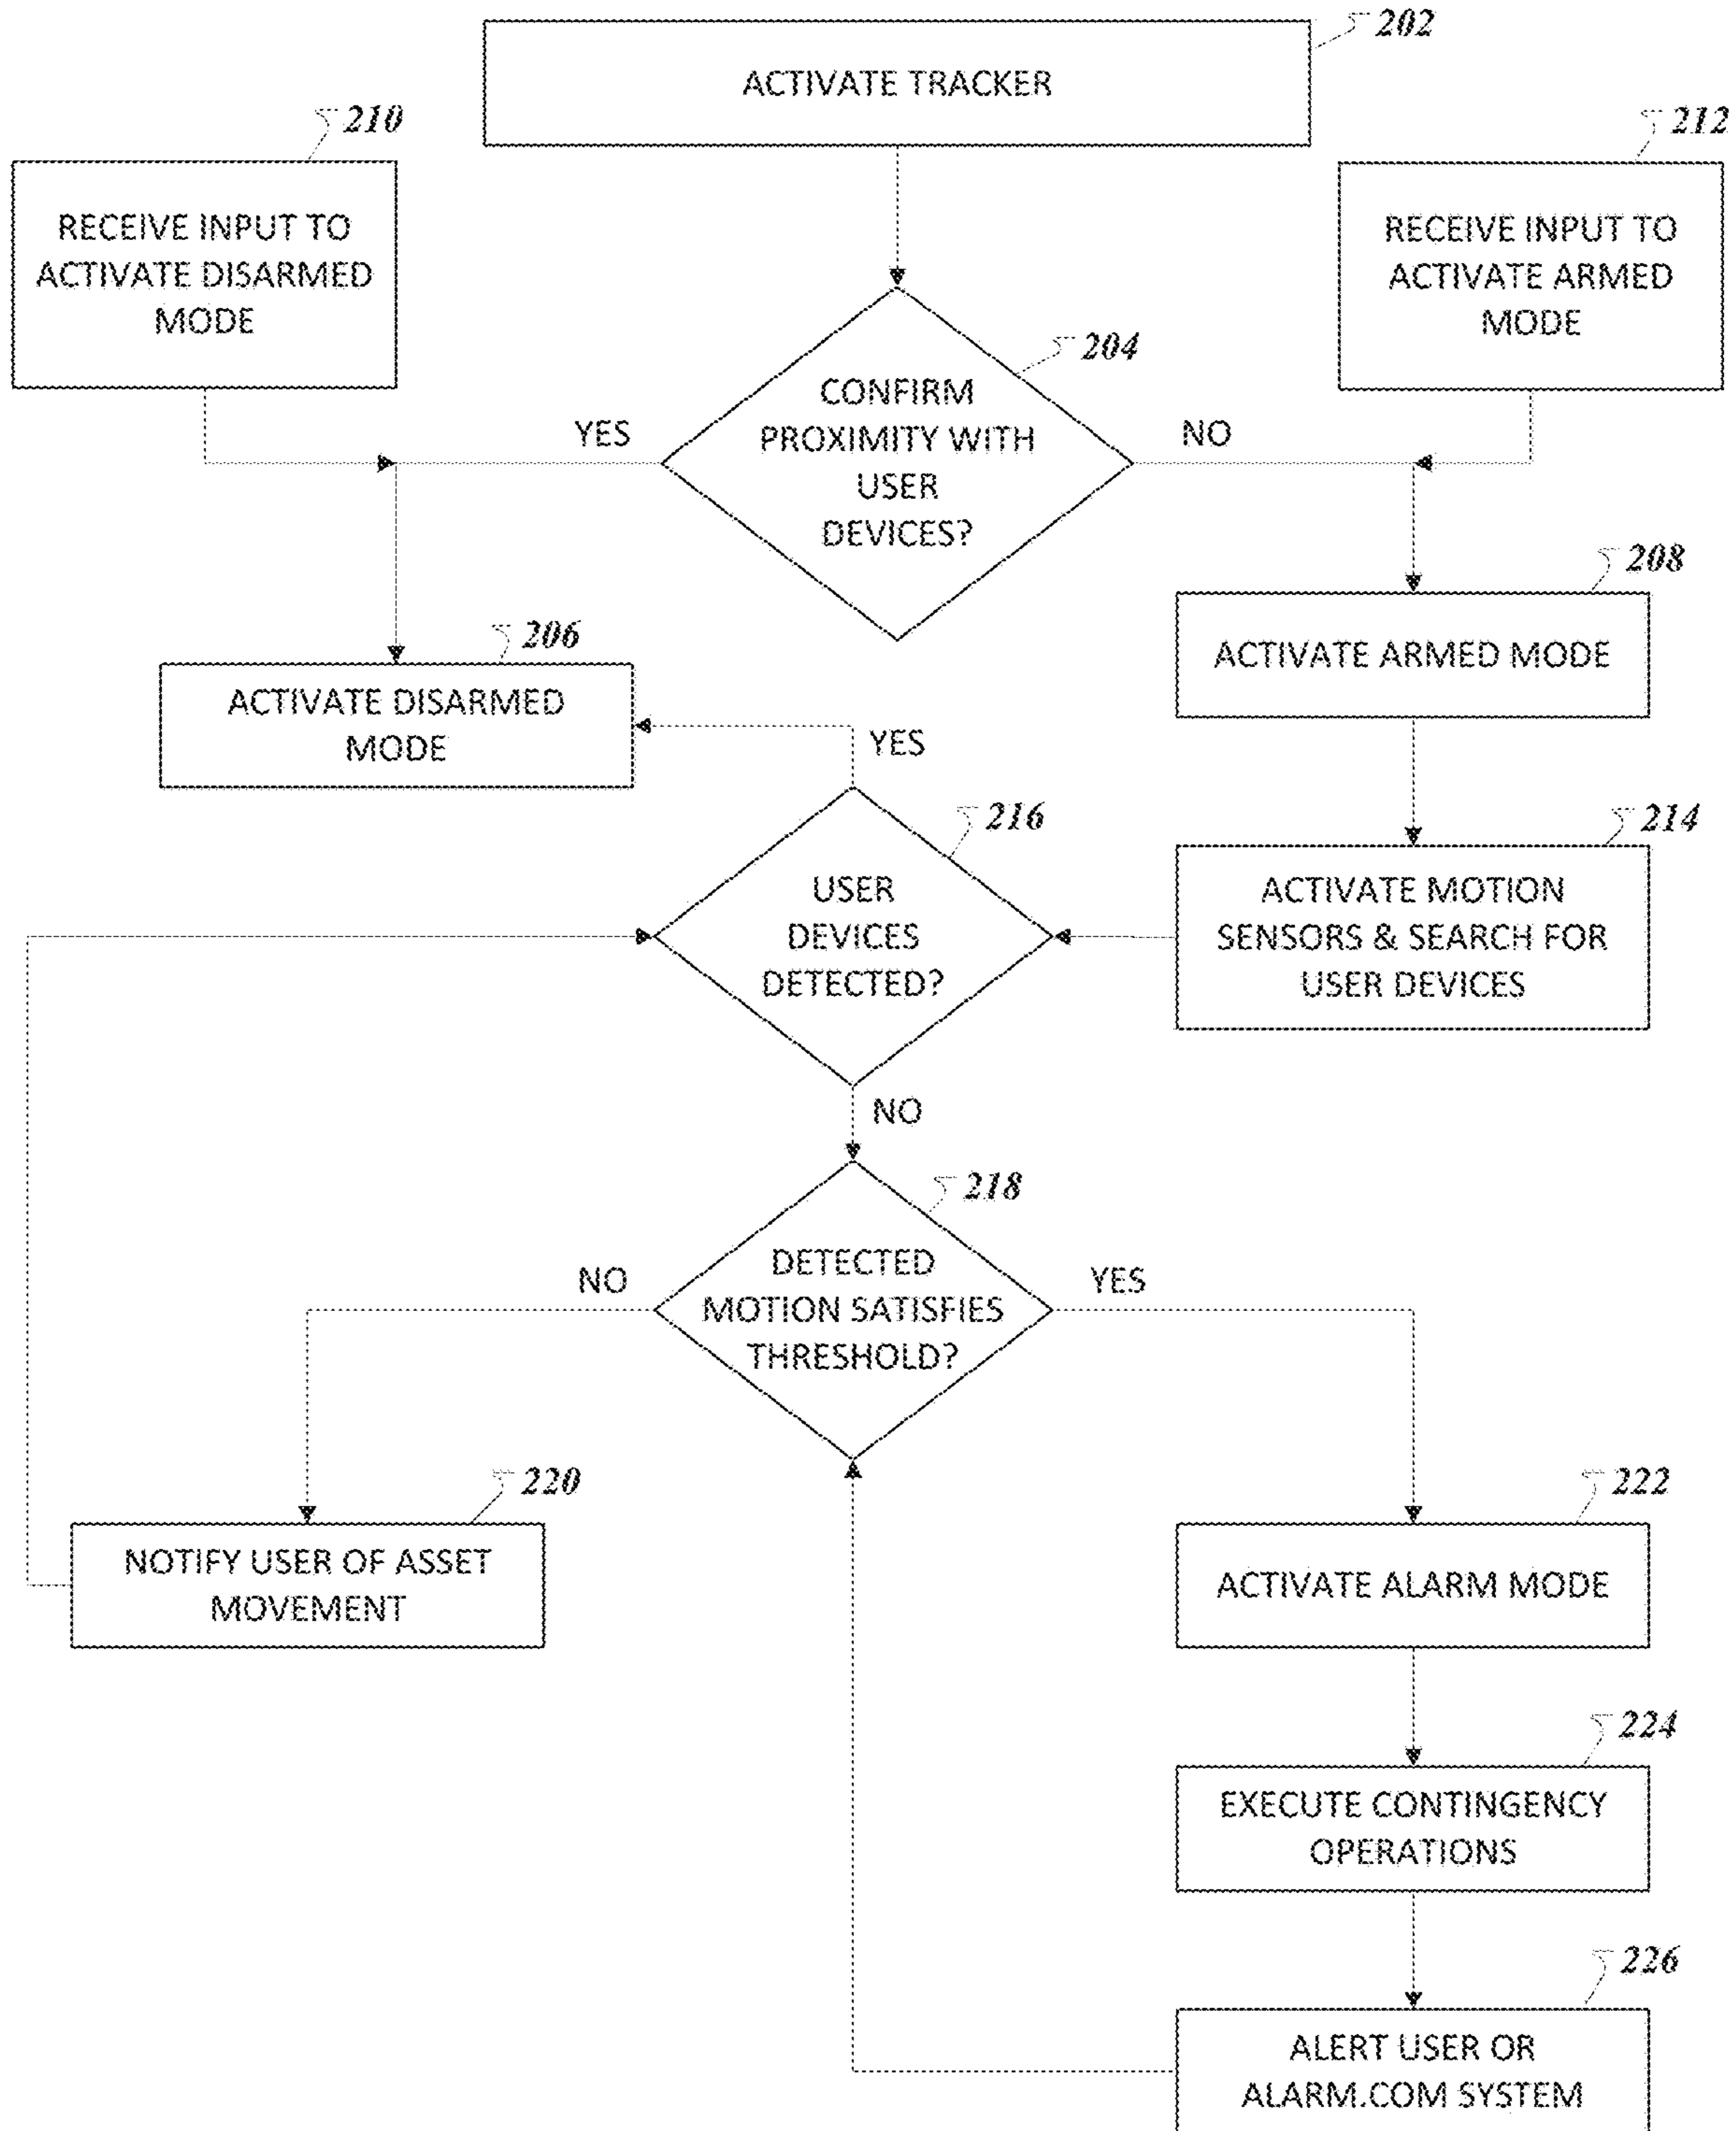 202
ACTIVATE TRACKER
210
212
RECEIVE INPUT TO
ACTIVATE DISARMED
MODE
RECEIVE INPUT TO
ACTIVATE ARMED
MODE
204
CONFIRM
PROXIMITY WITH
USER
DEVICES?
YES
NO
208
ACTIVATE ARMED MODE
206
ACTIVATE DISARMED
MODE
YES
216
USER
DEVICES
DETECTED?
214
ACTIVATE MOTION
SENSORS & SEARCH FOR
USER DEVICES
NO
218
DETECTED
MOTION SATISFIES
THRESHOLD?
NO
YES
220
NOTIFY USER OF ASSET
MOVEMENT
222
ACTIVATE ALARM MODE
224
EXECUTE CONTINGENCY
OPERATIONS
226
ALERT USER OR
ALARM.COM SYSTEM